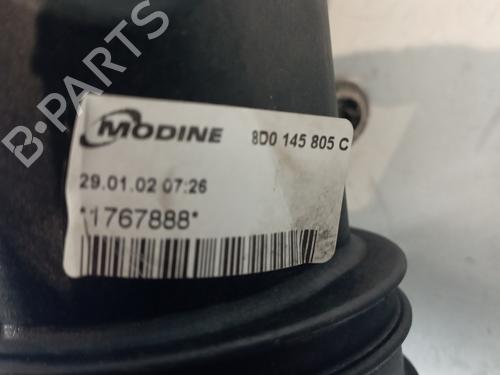 B-PARTS
MODINE 8D0 145 805 C
29.01.02 07:26
*1767888*